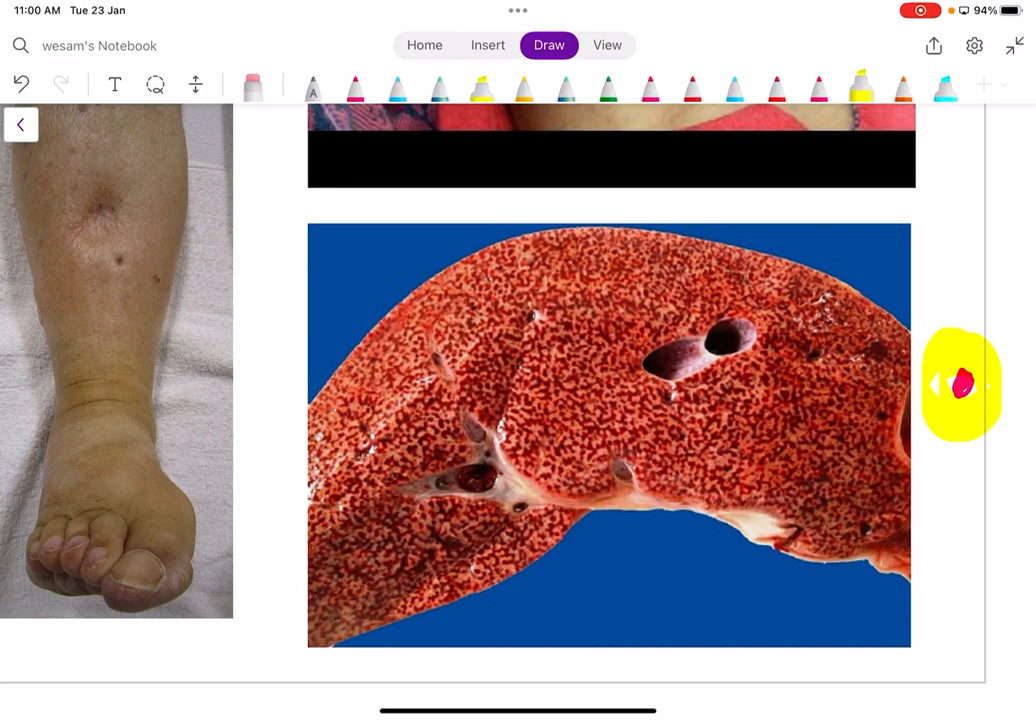 11:00 AM Tue 23 Jan
94%
wesam's Notebook
Home Insert Draw View
T
A